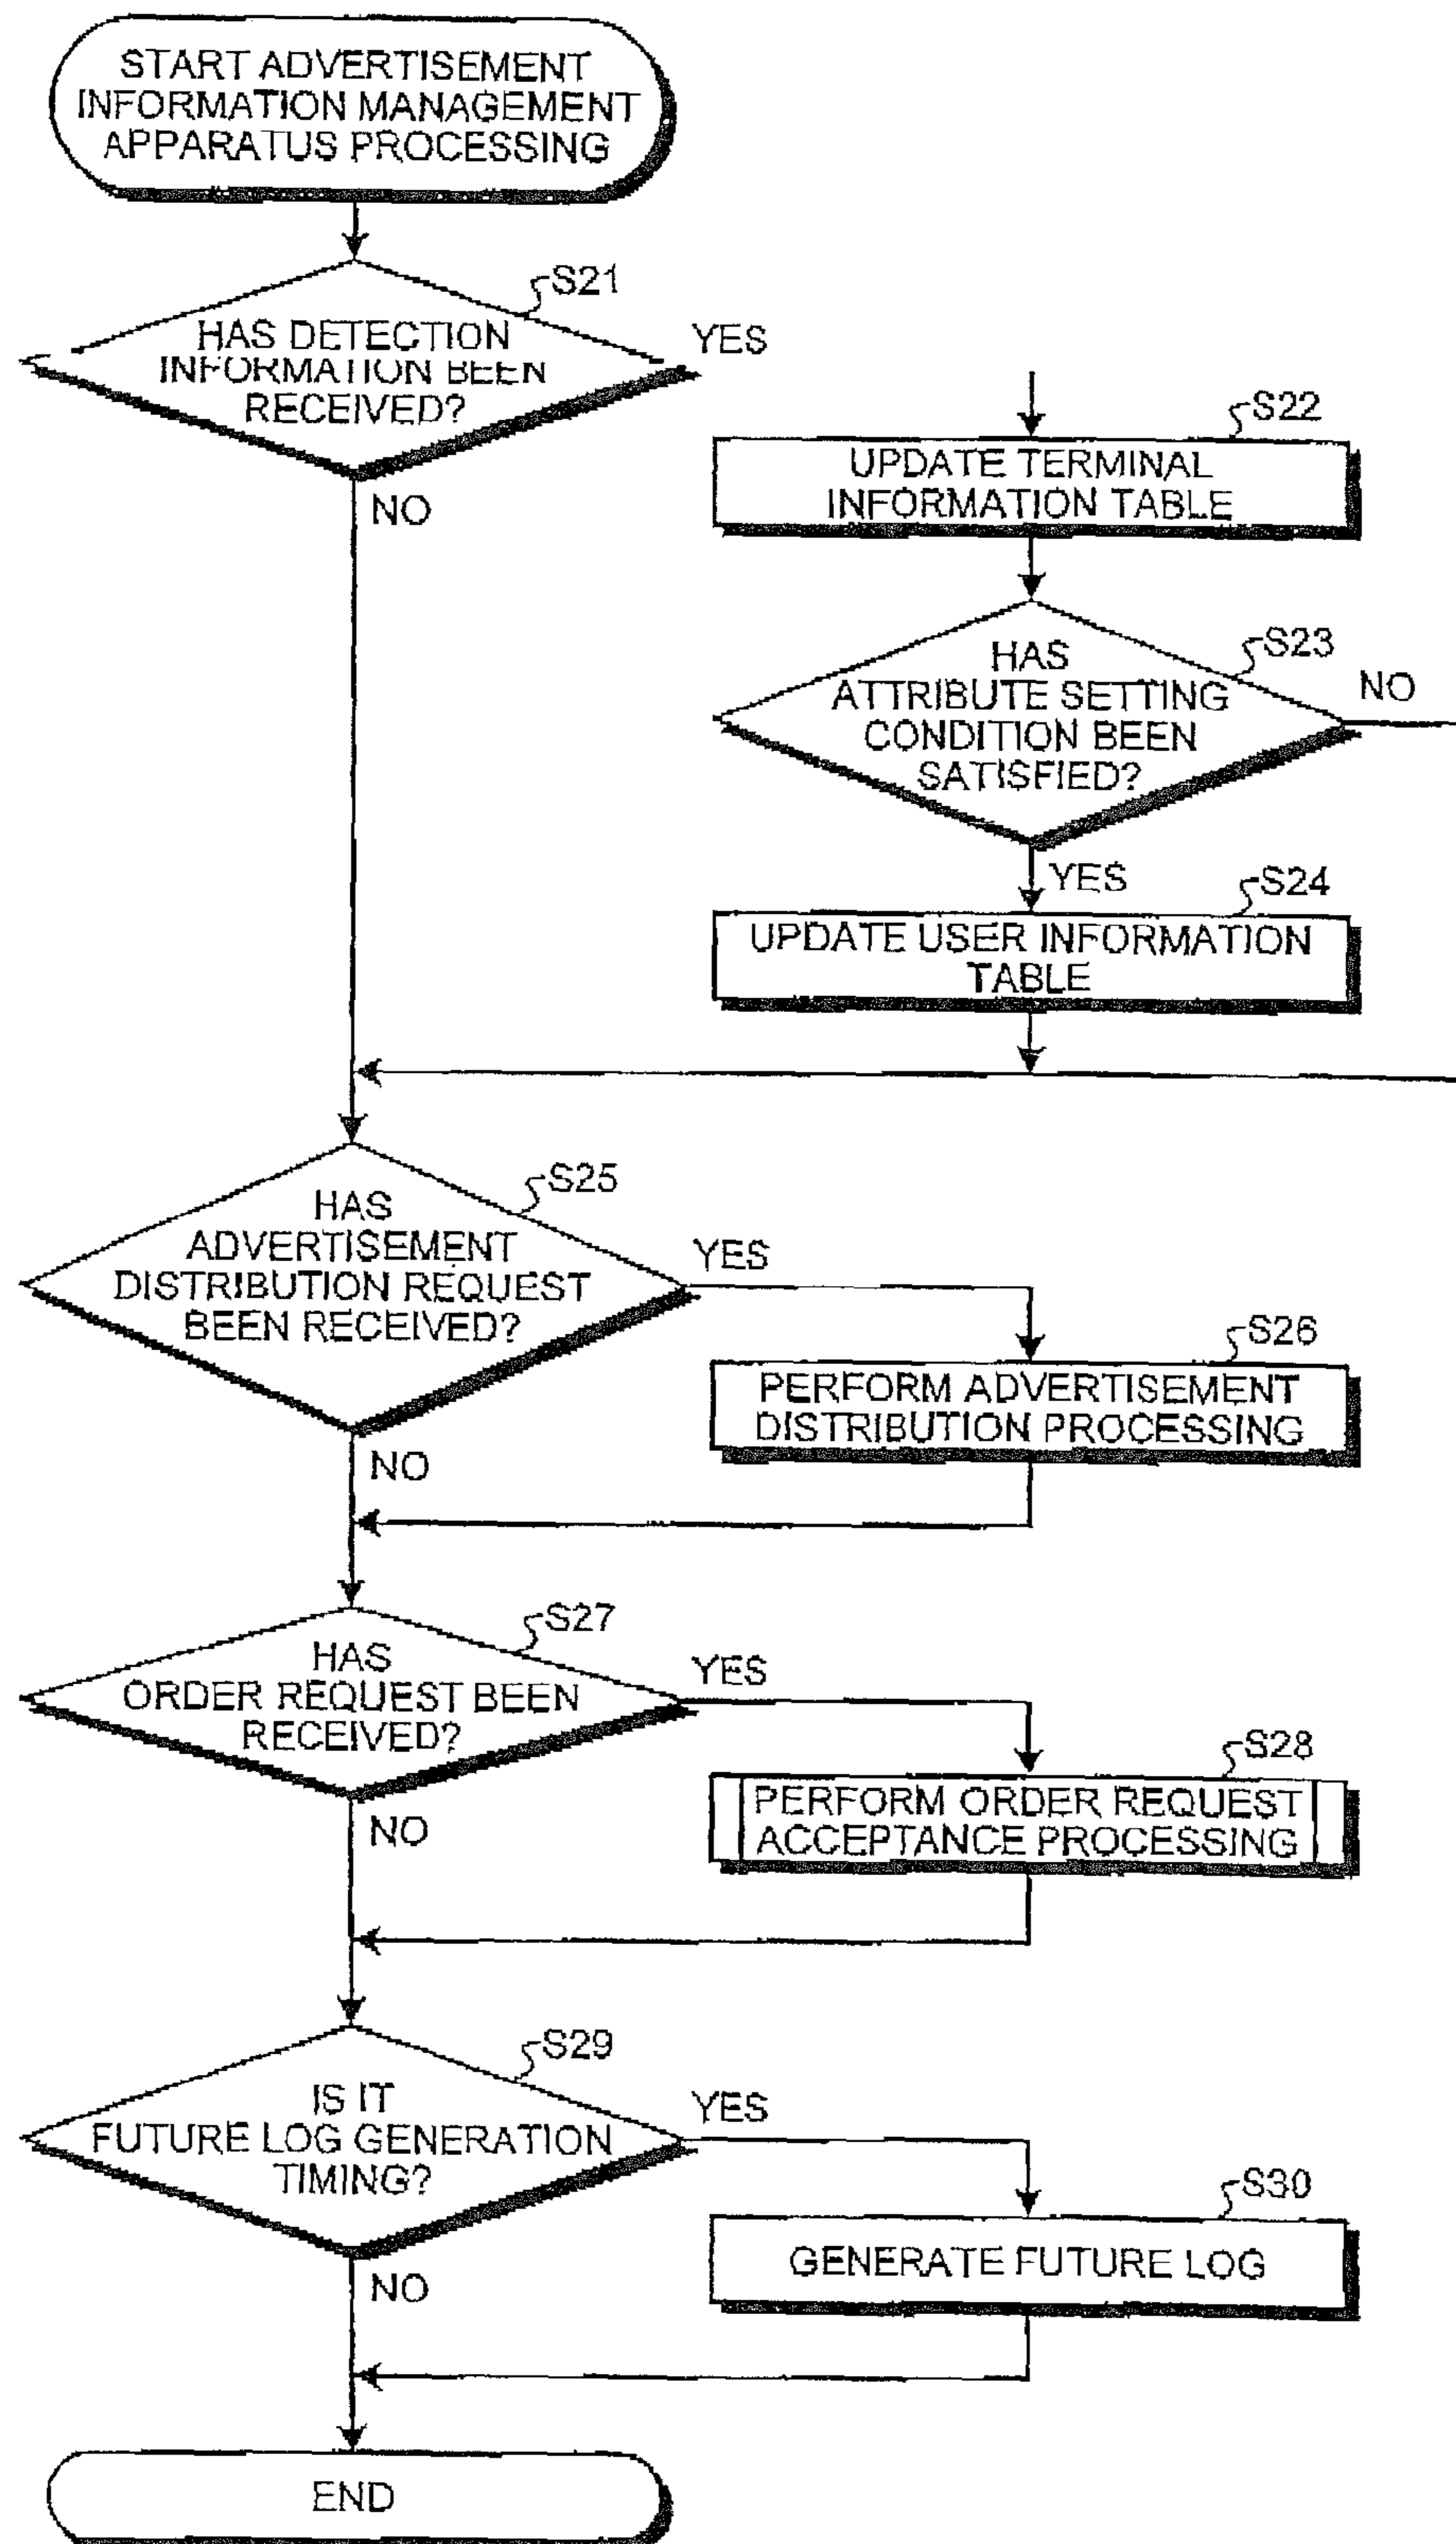 START ADVERTISEMENT
INFORMATION MANAGEMENT
APPARATUS PROCESSING
S21
HAS DETECTION
INFORMATION BEEN
RECEIVED?
YES
NO
S22
UPDATE TERMINAL
INFORMATION TABLE
S23
HAS
ATTRIBUTE SETTING
CONDITION BEEN
SATISFIED?
NO
YES
S24
UPDATE USER INFORMATION
TABLE
S25
HAS
ADVERTISEMENT
DISTRIBUTION REQUEST
BEEN RECEIVED?
YES
NO
S26
PERFORM ADVERTISEMENT
DISTRIBUTION PROCESSING
S27
HAS
ORDER REQUEST BEEN
RECEIVED?
YES
NO
S28
PERFORM ORDER REQUEST
ACCEPTANCE PROCESSING
S29
IS IT
FUTURE LOG GENERATION
TIMING?
YES
NO
S30
GENERATE FUTURE LOG
END